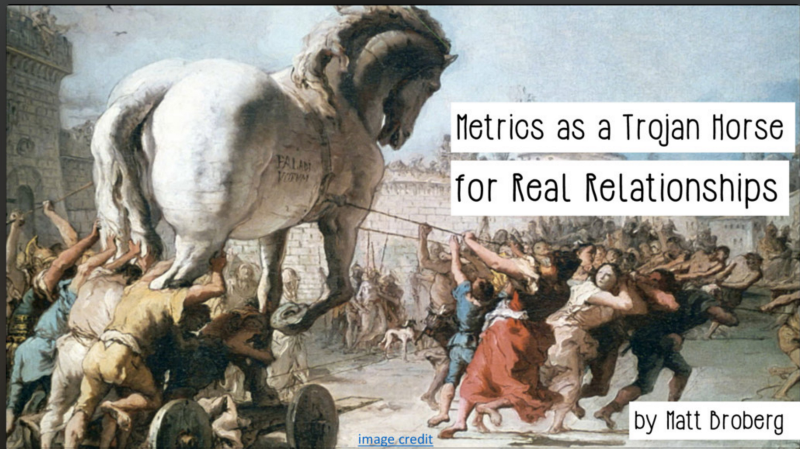 Metrics as a Trojan Horse
for Real Relationships
by Matt Broberg
image credit